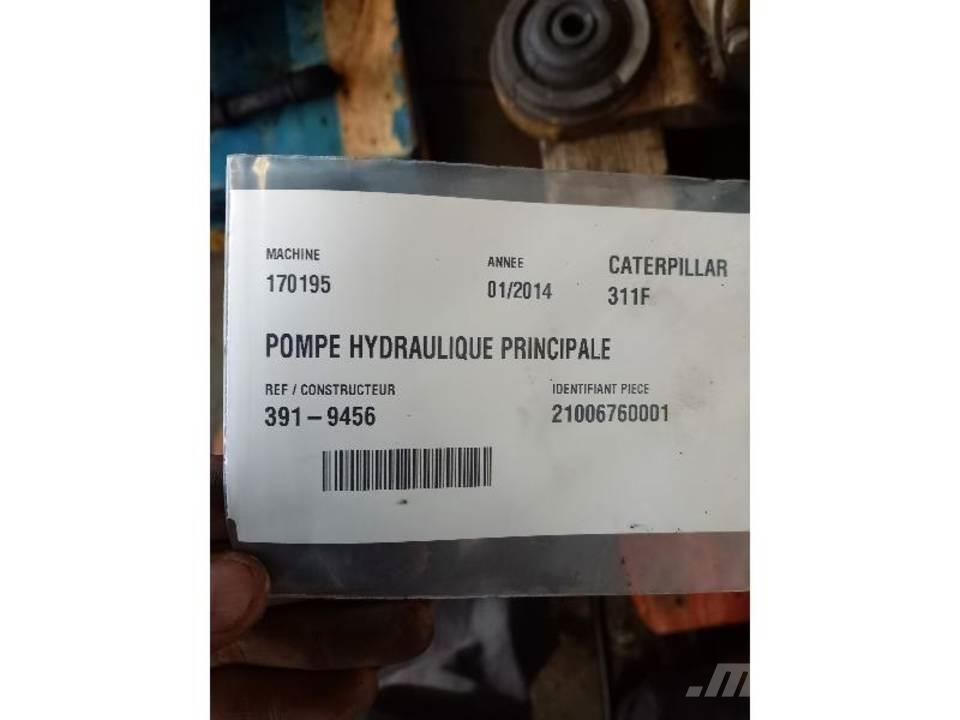 MACHINE ANNEE CATERPILLAR
170195 01/2014 311F
POMPE HYDRAULIQUE PRINCIPALE
REF / CONSTRUCTEUR IDENTIFIANT PIECE
391-9456 21006760001